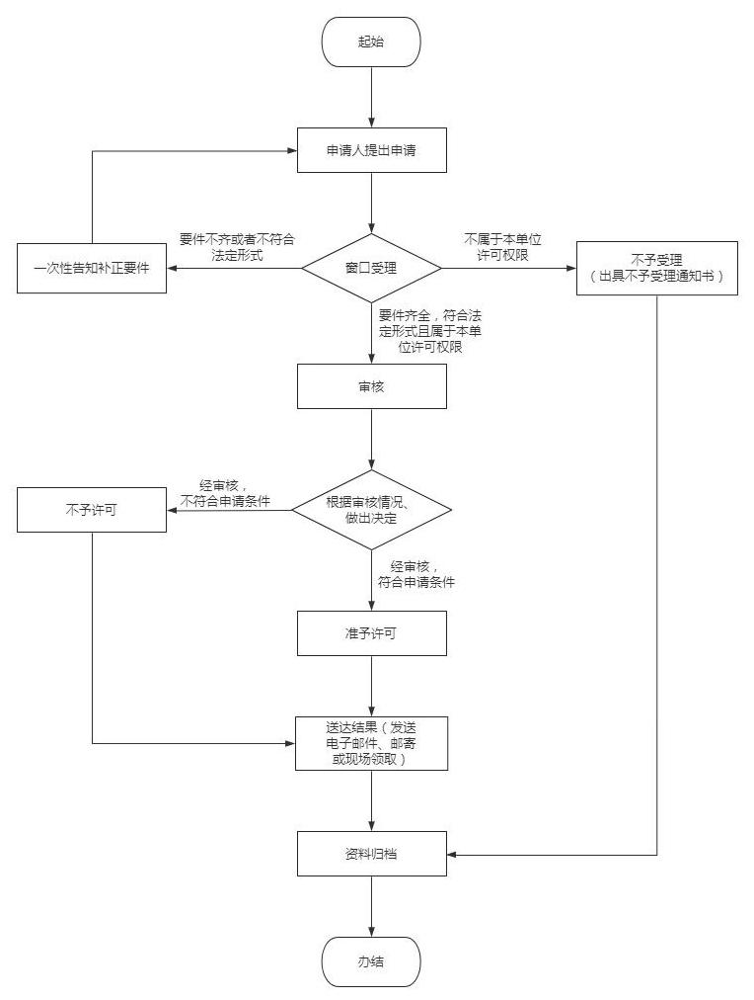 起始
申请人提出申请
要件不齐或者不符合
法定形式
不属于本单位
许可权限
一次性告知补正要件
窗口受理
不予受理
（出具不予受理通知书）
要件齐全，符合法
定形式且属于本单
位许可权限
审核
经审核，
不符合申请条件
不予许可
根据审核情况、
做出决定
经审核，
符合申请条件
准予许可
送达结果（发送
电子邮件、邮寄
或现场领取）
资料归档
办结